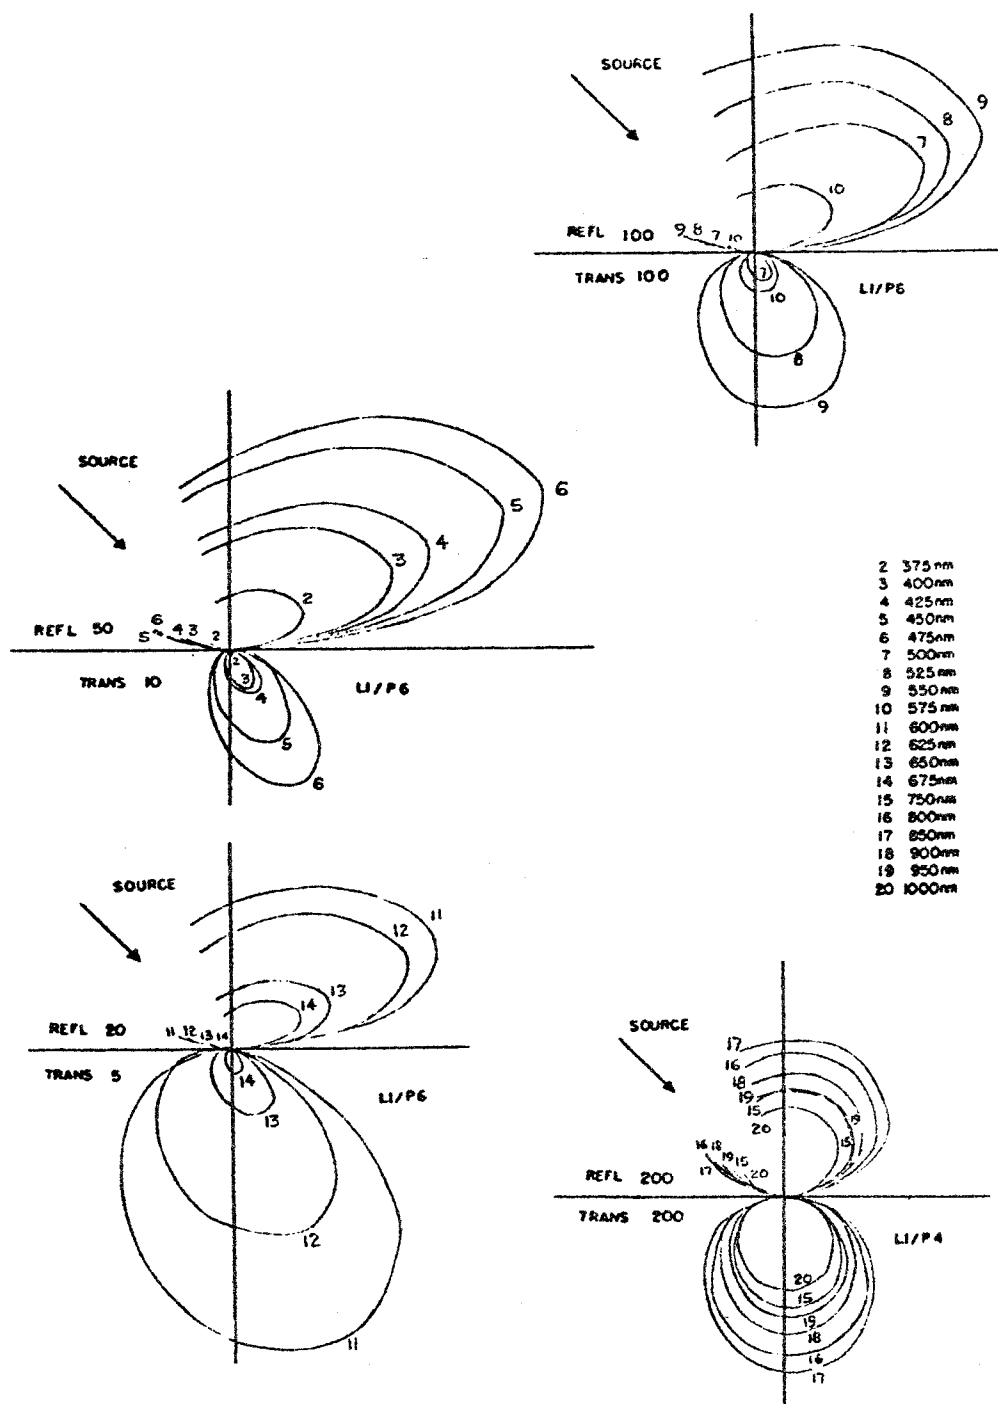 SOURCE
9
8
7
10
REFL 100
9 8 7 10
TRANS 100
L1/P6
7
10
8
9
SOURCE
6
5
4
3
2
REFL 50
5 6 4 3 2
TRANS 10
L1/P6
2
3
4
5
6
2 375nm
3 400nm
4 425nm
5 450nm
6 475nm
7 500nm
8 525nm
9 550nm
10 575nm
11 600nm
12 625nm
13 650nm
14 675nm
15 750nm
16 800nm
17 850nm
18 900nm
19 950nm
20 1000nm
SOURCE
11
12
13
14
REFL 20
11 12 13 14
TRANS 5
L1/P6
14
13
12
11
SOURCE
17
16
18
19
15
20
19
15
16 18 19 15 20
17
REFL 200
TRANS 200
L1/P4
20
15
19
18
16
17